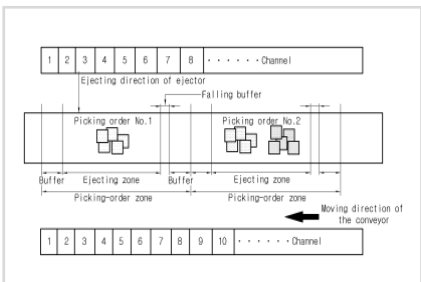 1 2 3 4 5 6 7 8 · · · · · · Channel
Ejecting direction of ejector
Falling buffer
Picking order No.1 Picking order No.2
Buffer Ejecting zone Buffer Ejecting zone
Picking-order zone Picking-order zone
Moving direction of
the conveyor
1 2 3 4 5 6 7 8 9 10 · · · · · · Channel